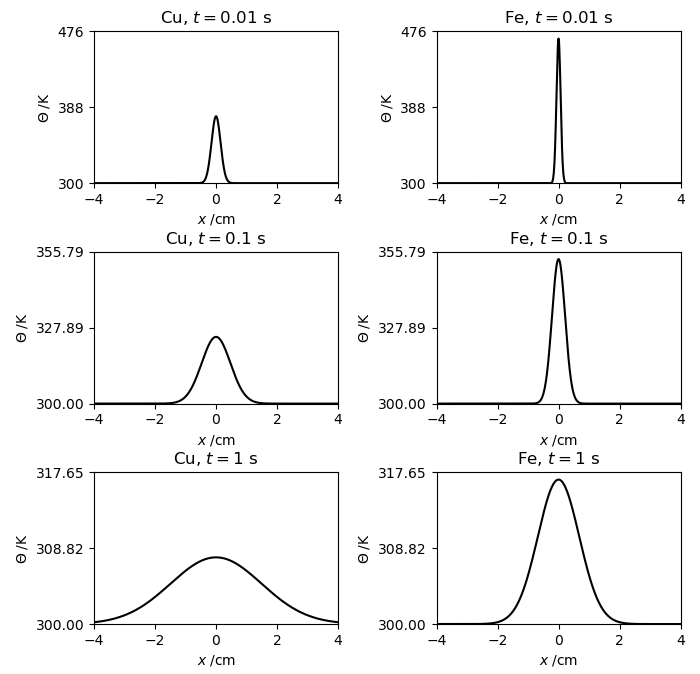 Cu, t = 0.01 s
Fe, t = 0.01 s
476
388
300
Θ /K
−4 −2 0 2 4
x /cm
476
388
300
Θ /K
−4 −2 0 2 4
x /cm
Cu, t = 0.1 s
Fe, t = 0.1 s
355.79
327.89
300.00
Θ /K
−4 −2 0 2 4
x /cm
355.79
327.89
300.00
Θ /K
−4 −2 0 2 4
x /cm
Cu, t = 1 s
Fe, t = 1 s
317.65
308.82
300.00
Θ /K
−4 −2 0 2 4
x /cm
317.65
308.82
300.00
Θ /K
−4 −2 0 2 4
x /cm